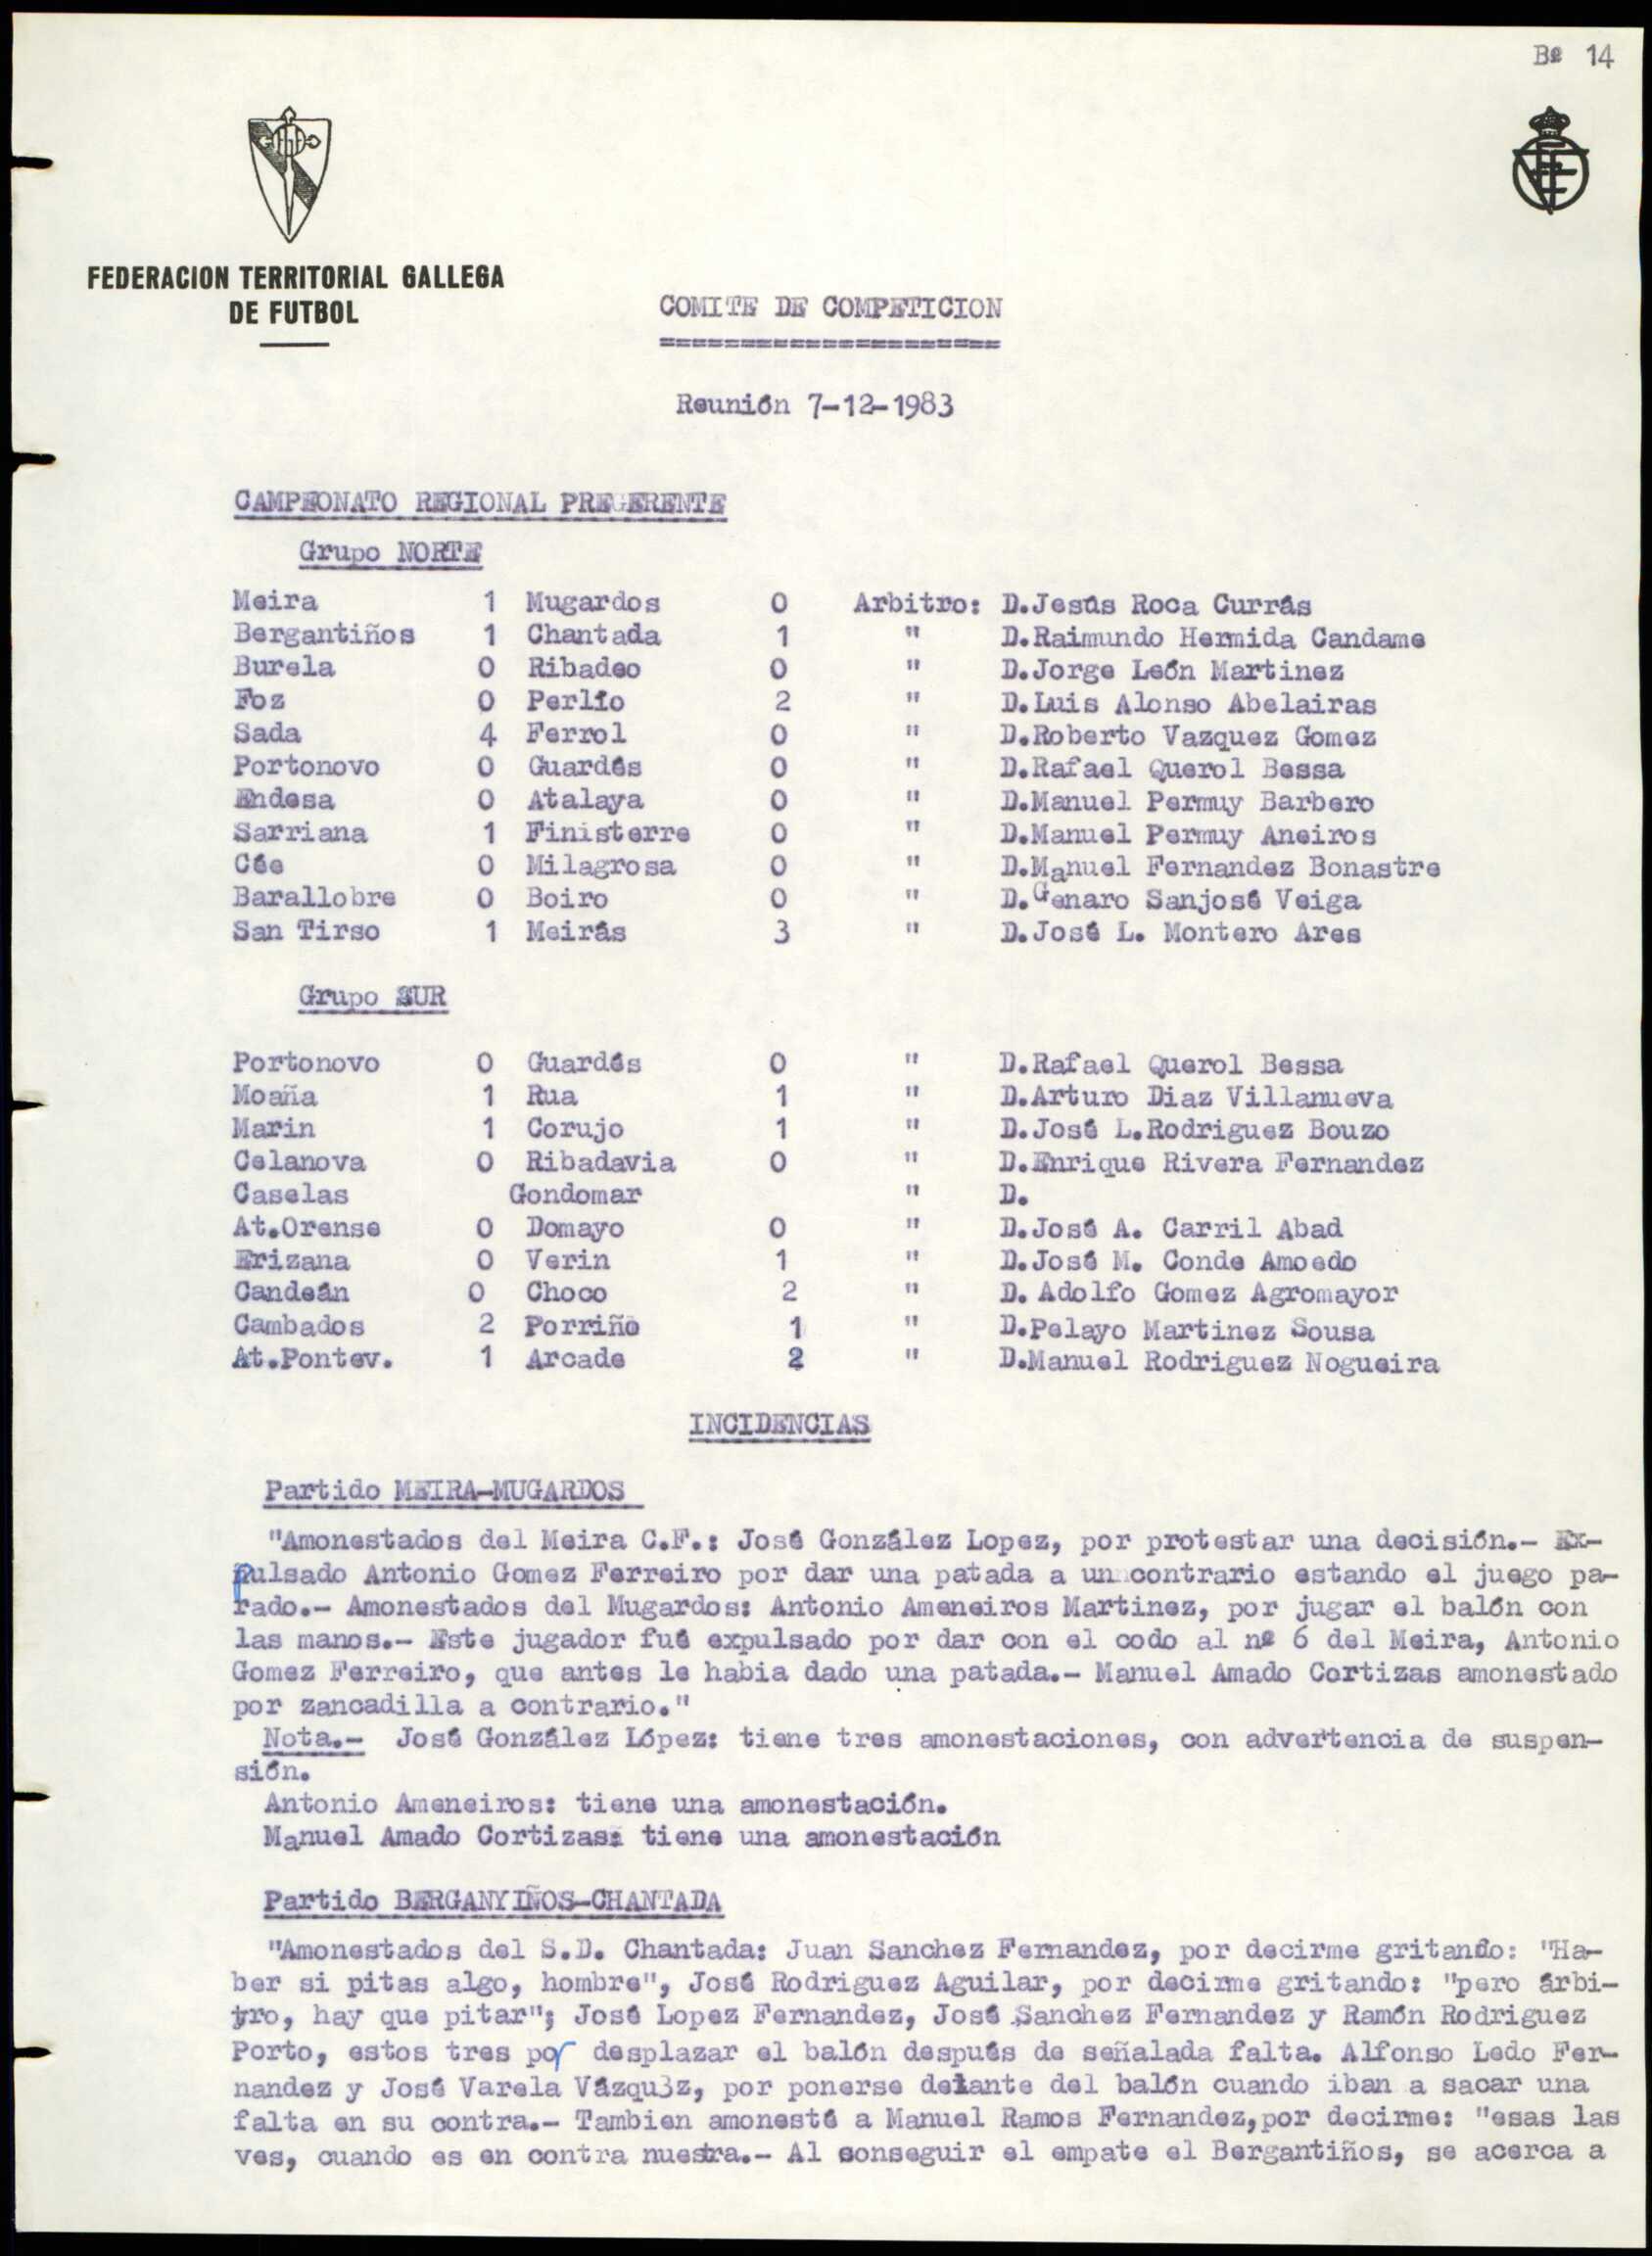 Bº 14
FEDERACION TERRITORIAL GALLEGA
DE FUTBOL
COMITE DE COMPETICION
=====================
Reunión 7-12-1983
CAMPEONATO REGIONAL PREGERENTE
Grupo NORTE
Meira 1 Mugardos 0 Arbitro: D.Jesús Roca Currás
Bergantiños 1 Chantada 1 " D.Raimundo Hermida Candame
Burela 0 Ribadeo 0 " D.Jorge León Martinez
Foz 0 Perlío 2 " D.Luis Alonso Abelairas
Sada 4 Ferrol 0 " D.Roberto Vazquez Gomez
Portonovo 0 Guardés 0 " D.Rafael Querol Bessa
Endesa 0 Atalaya 0 " D.Manuel Permuy Barbero
Sarriana 1 Finisterre 0 " D.Manuel Permuy Aneiros
Cée 0 Milagrosa 0 " D.Manuel Fernandez Bonastre
Barallobre 0 Boiro 0 " D.Genaro Sanjosé Veiga
San Tirso 1 Meirás 3 " D.José L. Montero Ares
Grupo SUR
Portonovo 0 Guardés 0 " D.Rafael Querol Bessa
Moaña 1 Rua 1 " D.Arturo Diaz Villanueva
Marin 1 Corujo 1 " D.José L.Rodriguez Bouzo
Celanova 0 Ribadavia 0 " D.Enrique Rivera Fernandez
Caselas Gondomar " D.
At.Orense 0 Domayo 0 " D.José A. Carril Abad
Erizana 0 Verin 1 " D.José M. Conde Amoedo
Candeán 0 Choco 2 " D. Adolfo Gomez Agromayor
Cambados 2 Porriño 1 " D.Pelayo Martinez Sousa
At.Pontev. 1 Arcade 2 " D.Manuel Rodriguez Nogueira
INCIDENCIAS
Partido MEIRA-MUGARDOS
"Amonestados del Meira C.F.: José González Lopez, por protestar una decisión.- Ex-
pulsado Antonio Gomez Ferreiro por dar una patada a un contrario estando el juego pa-
rado.- Amonestados del Mugardos: Antonio Ameneiros Martinez, por jugar el balón con
las manos.- Este jugador fué expulsado por dar con el codo al nº 6 del Meira, Antonio
Gomez Ferreiro, que antes le habia dado una patada.- Manuel Amado Cortizas amonestado
por zancadilla a contrario."
Nota.- José González López: tiene tres amonestaciones, con advertencia de suspen-
sión.
Antonio Ameneiros: tiene una amonestación.
Manuel Amado Cortizas: tiene una amonestación
Partido BERGANYIÑOS-CHANTADA
"Amonestados del S.D. Chantada: Juan Sanchez Fernandez, por decirme gritando: "Ha-
ber si pitas algo, hombre", José Rodriguez Aguilar, por decirme gritando: "pero árbi-
tro, hay que pitar"; José Lopez Fernandez, José Sanchez Fernandez y Ramón Rodriguez
Porto, estos tres por desplazar el balón después de señalada falta. Alfonso Ledo Fer-
nandez y José Varela Vázqu3z, por ponerse delante del balón cuando iban a sacar una
falta en su contra.- Tambien amonesté a Manuel Ramos Fernandez,por decirme: "esas las
ves, cuando es en contra nuestra.- Al conseguir el empate el Bergantiños, se acerca a